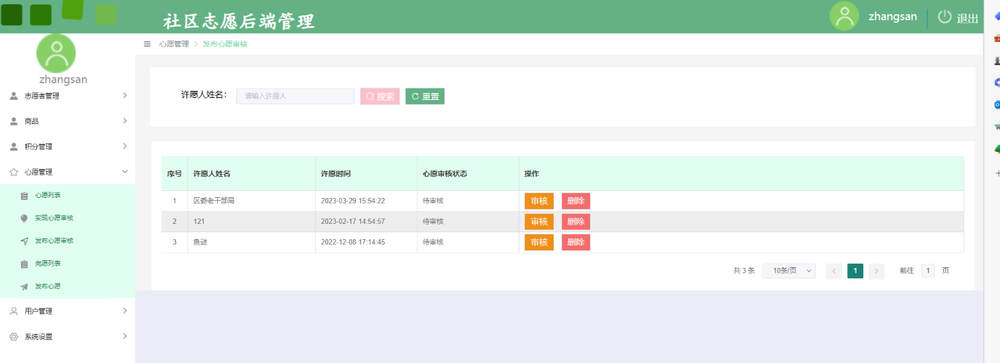 社区志愿后端管理
zhangsan
退出
zhangsan
志愿者管理
商品
积分管理
心愿管理
心愿列表
实现心愿审核
发布心愿审核
完愿列表
发布心愿
用户管理
系统设置
心愿管理 > 发布心愿审核
许愿人姓名： 请输入许愿人 搜索 重置
序号 许愿人姓名 许愿时间 心愿审核状态 操作
1 区委老干部局 2023-03-29 15:54:22 待审核 审核 删除
2 121 2023-02-17 14:54:57 待审核 审核 删除
3 鱼谜 2022-12-08 17:14:45 待审核 审核 删除
共 3 条 10条/页 1 前往 1 页